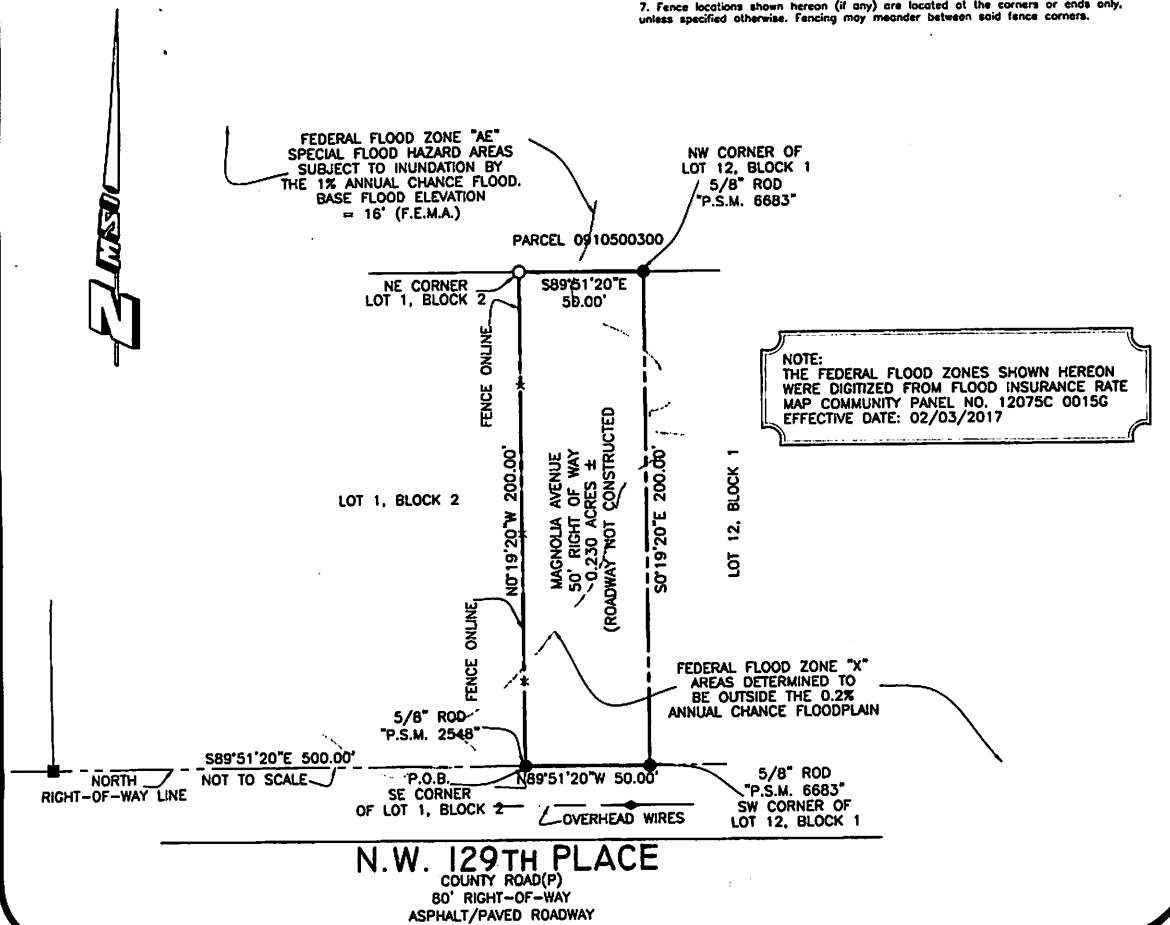 7. Fence locations shown hereon (if any) are located at the corners or ends only,
unless specified otherwise. Fencing may meander between said fence corners.
N MSI
FEDERAL FLOOD ZONE "AE"
SPECIAL FLOOD HAZARD AREAS
SUBJECT TO INUNDATION BY
THE 1% ANNUAL CHANCE FLOOD.
BASE FLOOD ELEVATION
= 16' (F.E.M.A.)
NW CORNER OF
LOT 12, BLOCK 1
5/8" ROD
"P.S.M. 6683"
PARCEL 0910500300
NE CORNER
LOT 1, BLOCK 2
S89°51'20"E
50.00'
FENCE ONLINE
NOTE:
THE FEDERAL FLOOD ZONES SHOWN HEREON
WERE DIGITIZED FROM FLOOD INSURANCE RATE
MAP COMMUNITY PANEL NO. 12075C 0015G
EFFECTIVE DATE: 02/03/2017
LOT 1, BLOCK 2
N0°19'20"W 200.00'
MAGNOLIA AVENUE
50' RIGHT OF WAY
0.230 ACRES ±
(ROADWAY NOT CONSTRUCTED
S0°19'20"E 200.00'
LOT 12, BLOCK 1
FENCE ONLINE
FEDERAL FLOOD ZONE "X"
AREAS DETERMINED TO
BE OUTSIDE THE 0.2%
ANNUAL CHANCE FLOODPLAIN
5/8" ROD
"P.S.M. 2548"
S89°51'20"E 500.00'
NOT TO SCALE
NORTH
RIGHT-OF-WAY LINE
P.O.B.
SE CORNER
OF LOT 1, BLOCK 2
N89°51'20"W 50.00'
5/8" ROD
"P.S.M. 6683"
SW CORNER OF
LOT 12, BLOCK 1
OVERHEAD WIRES
N.W. 129TH PLACE
COUNTY ROAD(P)
80' RIGHT-OF-WAY
ASPHALT/PAVED ROADWAY